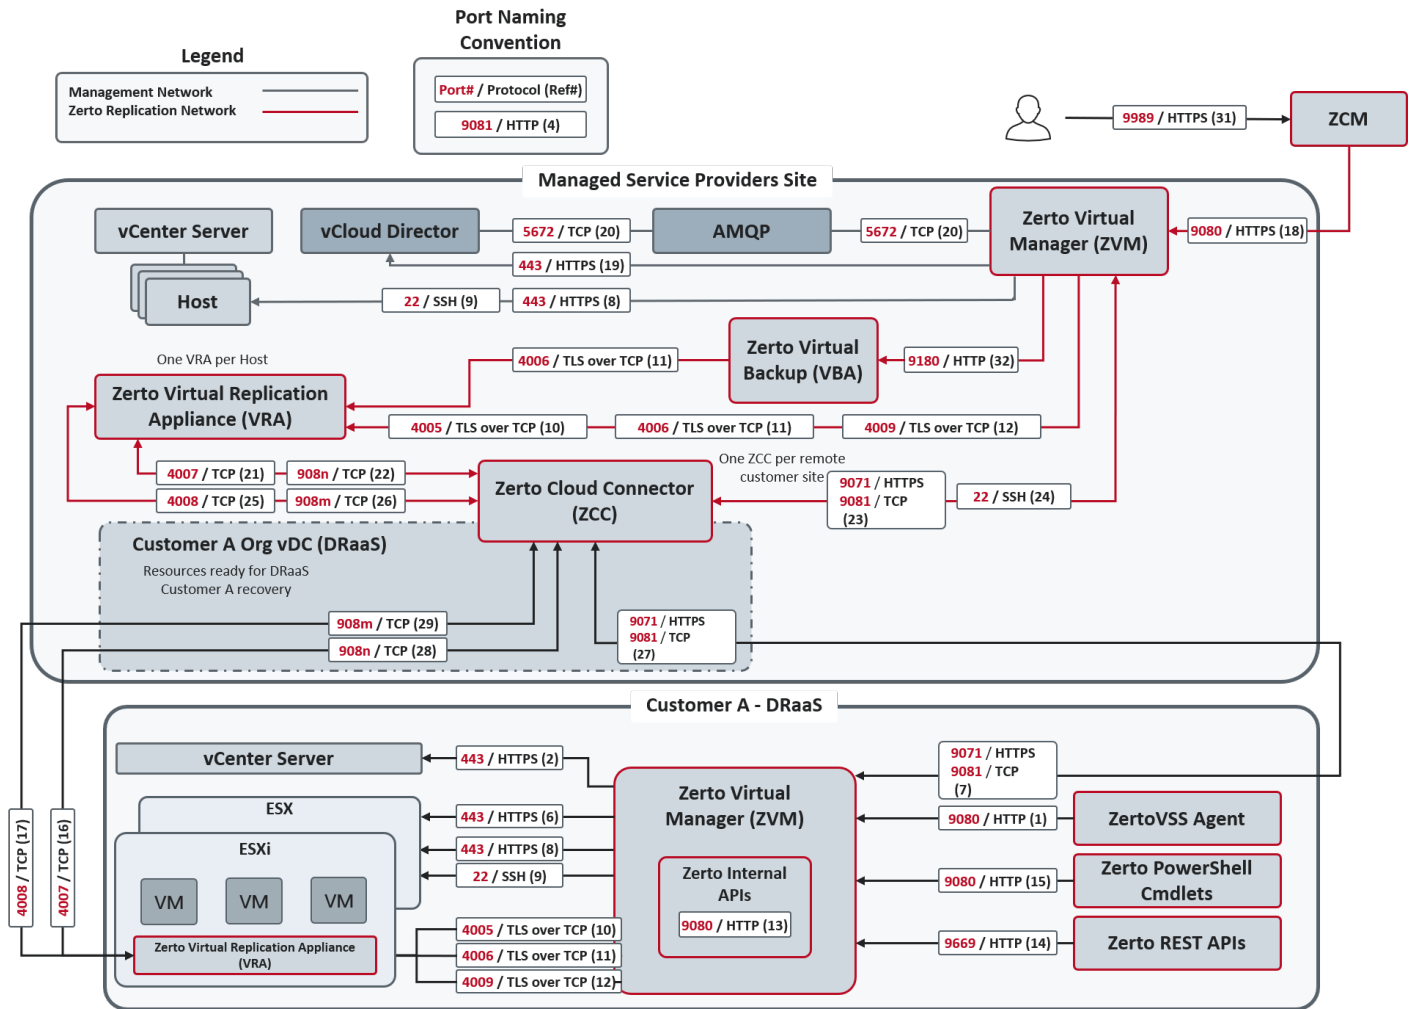 Port Naming
Convention
Legend
Management Network
Zerto Replication Network
Port# / Protocol (Ref#)
9081 / HTTP (4)
9989 / HTTPS (31)
ZCM
Managed Service Providers Site
vCenter Server
vCloud Director
5672 / TCP (20)
AMQP
5672 / TCP (20)
Zerto Virtual
Manager (ZVM)
9080 / HTTPS (18)
443 / HTTPS (19)
Host
22 / SSH (9)
443 / HTTPS (8)
One VRA per Host
4006 / TLS over TCP (11)
Zerto Virtual
Backup (VBA)
9180 / HTTP (32)
Zerto Virtual Replication
Appliance (VRA)
4005 / TLS over TCP (10)
4006 / TLS over TCP (11)
4009 / TLS over TCP (12)
4007 / TCP (21)
908n / TCP (22)
4008 / TCP (25)
908m / TCP (26)
Zerto Cloud Connector
(ZCC)
One ZCC per remote
customer site
9071 / HTTPS
9081 / TCP
(23)
22 / SSH (24)
Customer A Org vDC (DRaaS)
Resources ready for DRaaS
Customer A recovery
908m / TCP (29)
908n / TCP (28)
9071 / HTTPS
9081 / TCP
(27)
Customer A - DRaaS
vCenter Server
443 / HTTPS (2)
9071 / HTTPS
9081 / TCP
(7)
ESX
443 / HTTPS (6)
Zerto Virtual
Manager (ZVM)
9080 / HTTP (1)
ZertoVSS Agent
ESXi
443 / HTTPS (8)
22 / SSH (9)
VM
VM
VM
Zerto Internal
APIs
9080 / HTTP (13)
9080 / HTTP (15)
Zerto PowerShell
Cmdlets
4008 / TCP (17)
4007 / TCP (16)
Zerto Virtual Replication Appliance
(VRA)
4005 / TLS over TCP (10)
4006 / TLS over TCP (11)
4009 / TLS over TCP (12)
9669 / HTTP (14)
Zerto REST APIs